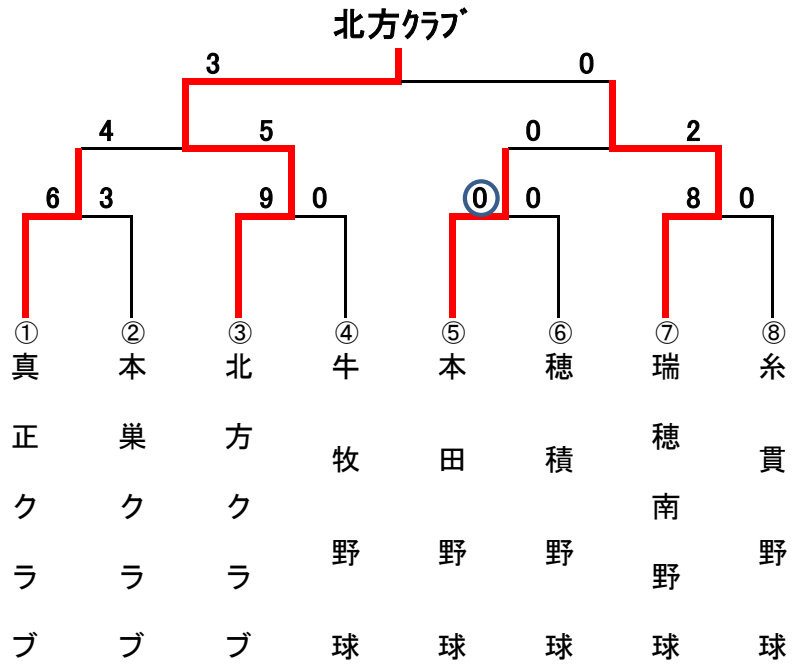 北方ｸﾗﾌﾞ
3 0
4 5 0 2
6 3 9 0 0 0 8 0
① ② ③ ④ ⑤ ⑥ ⑦ ⑧
真正クラブ
本巣クラブ
北方クラブ
牛牧野球
本田野球
穂積野球
瑞穂南野球
糸貫野球